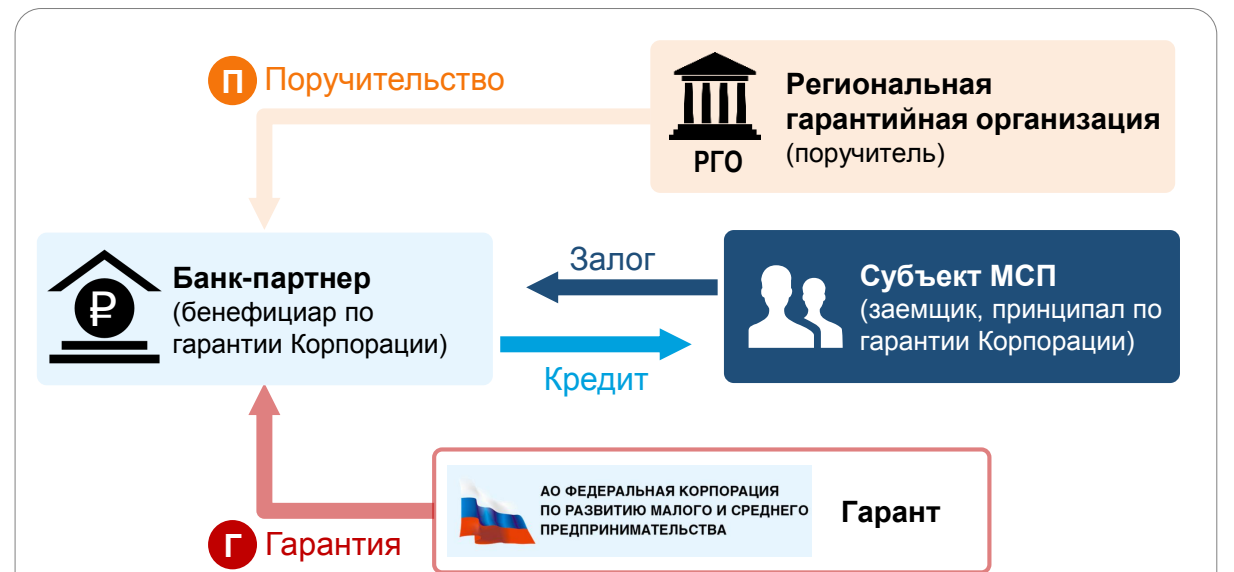 П Поручительство
Региональная
гарантийная организация
(поручитель)
РГО
Банк-партнер
(бенефициар по
гарантии Корпорации)
₽
Залог
Кредит
Субъект МСП
(заемщик, принципал по
гарантии Корпорации)
АО ФЕДЕРАЛЬНАЯ КОРПОРАЦИЯ
ПО РАЗВИТИЮ МАЛОГО И СРЕДНЕГО
ПРЕДПРИНИМАТЕЛЬСТВА
Гарант
Г Гарантия